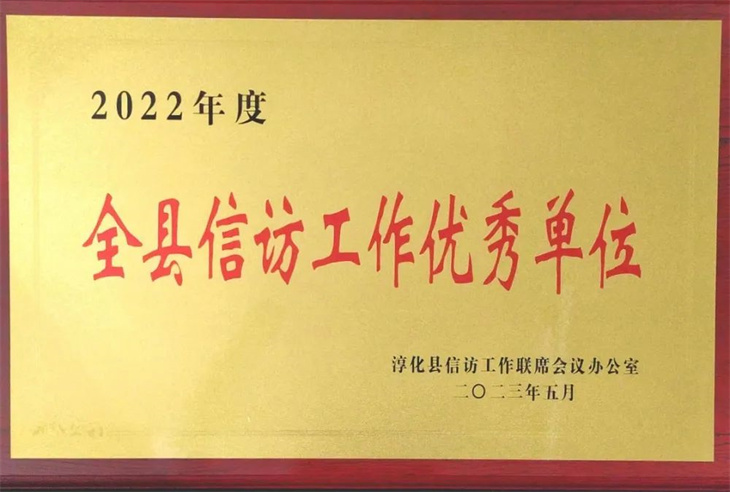 2022年度
全县信访工作优秀单位
淳化县信访工作联席会议办公室
二〇二三年五月